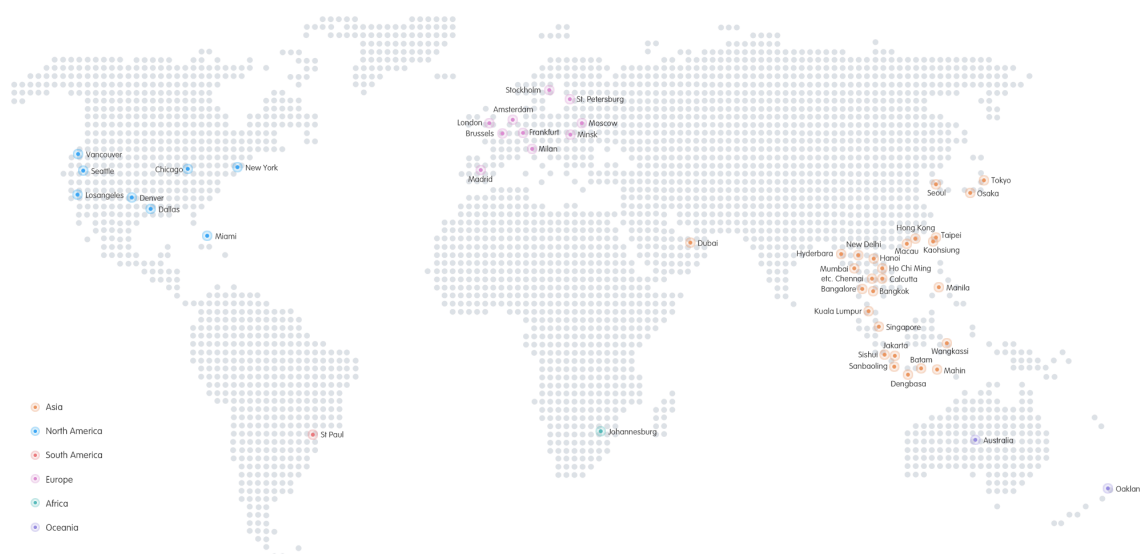 Stockholm
St. Petersburg
Amsterdam
London
Moscow
Brussels
Frankfurt
Minsk
Milan
Madrid
Vancouver
Seattle
Chicago
New York
Losangeles
Denver
Dallas
Miami
Tokyo
Seoul
Osaka
Hong Kong
Taipei
Macau
Kaohsiung
Dubai
New Delhi
Hyderbara
Hanoi
Mumbai
Ho Chi Ming
etc. Chennai
Calcutta
Bangalore
Bangkok
Manila
Kuala Lumpur
Singapore
Jakarta
Wangkassi
Sishui
Batam
Sanbaoling
Mahin
Dengbasa
Asia
North America
South America
Europe
Africa
Oceania
St Paul
Johannesburg
Australia
Oaklan